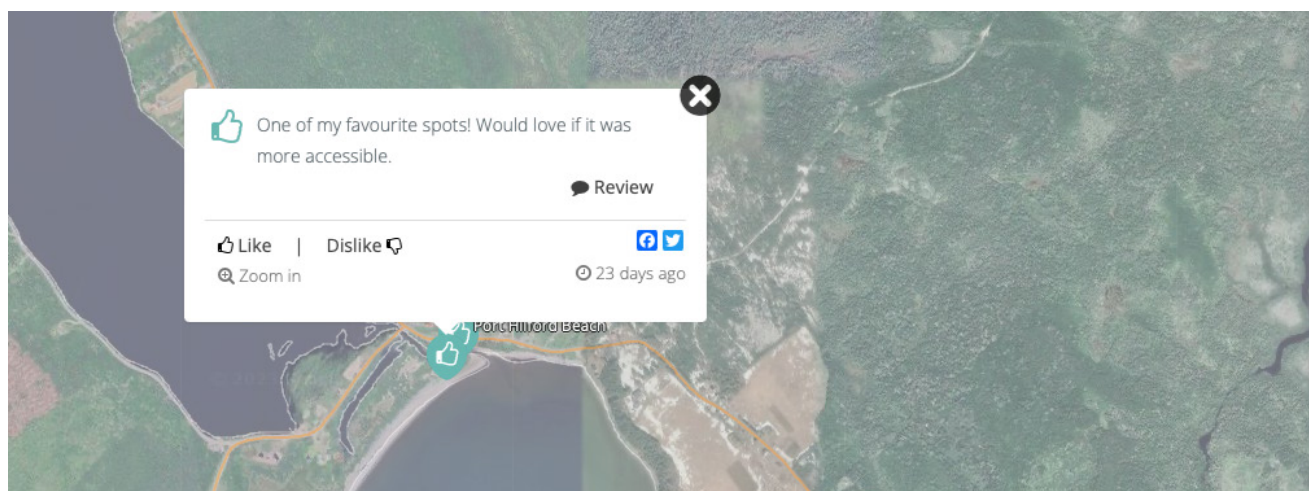 One of my favourite spots! Would love if it was
more accessible.
Review
Like | Dislike
Zoom in
23 days ago
Port Hilford Beach